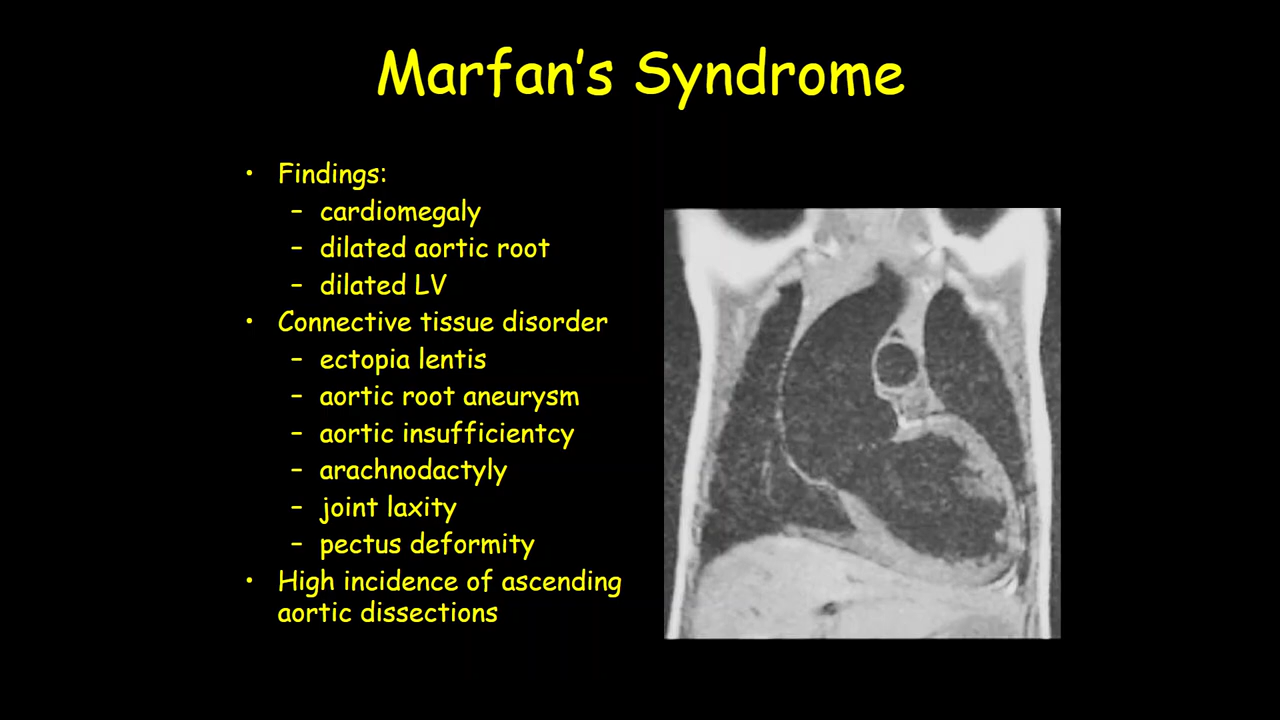 Marfan’s Syndrome
• Findings:
– cardiomegaly
– dilated aortic root
– dilated LV
• Connective tissue disorder
– ectopia lentis
– aortic root aneurysm
– aortic insufficientcy
– arachnodactyly
– joint laxity
– pectus deformity
• High incidence of ascending
aortic dissections